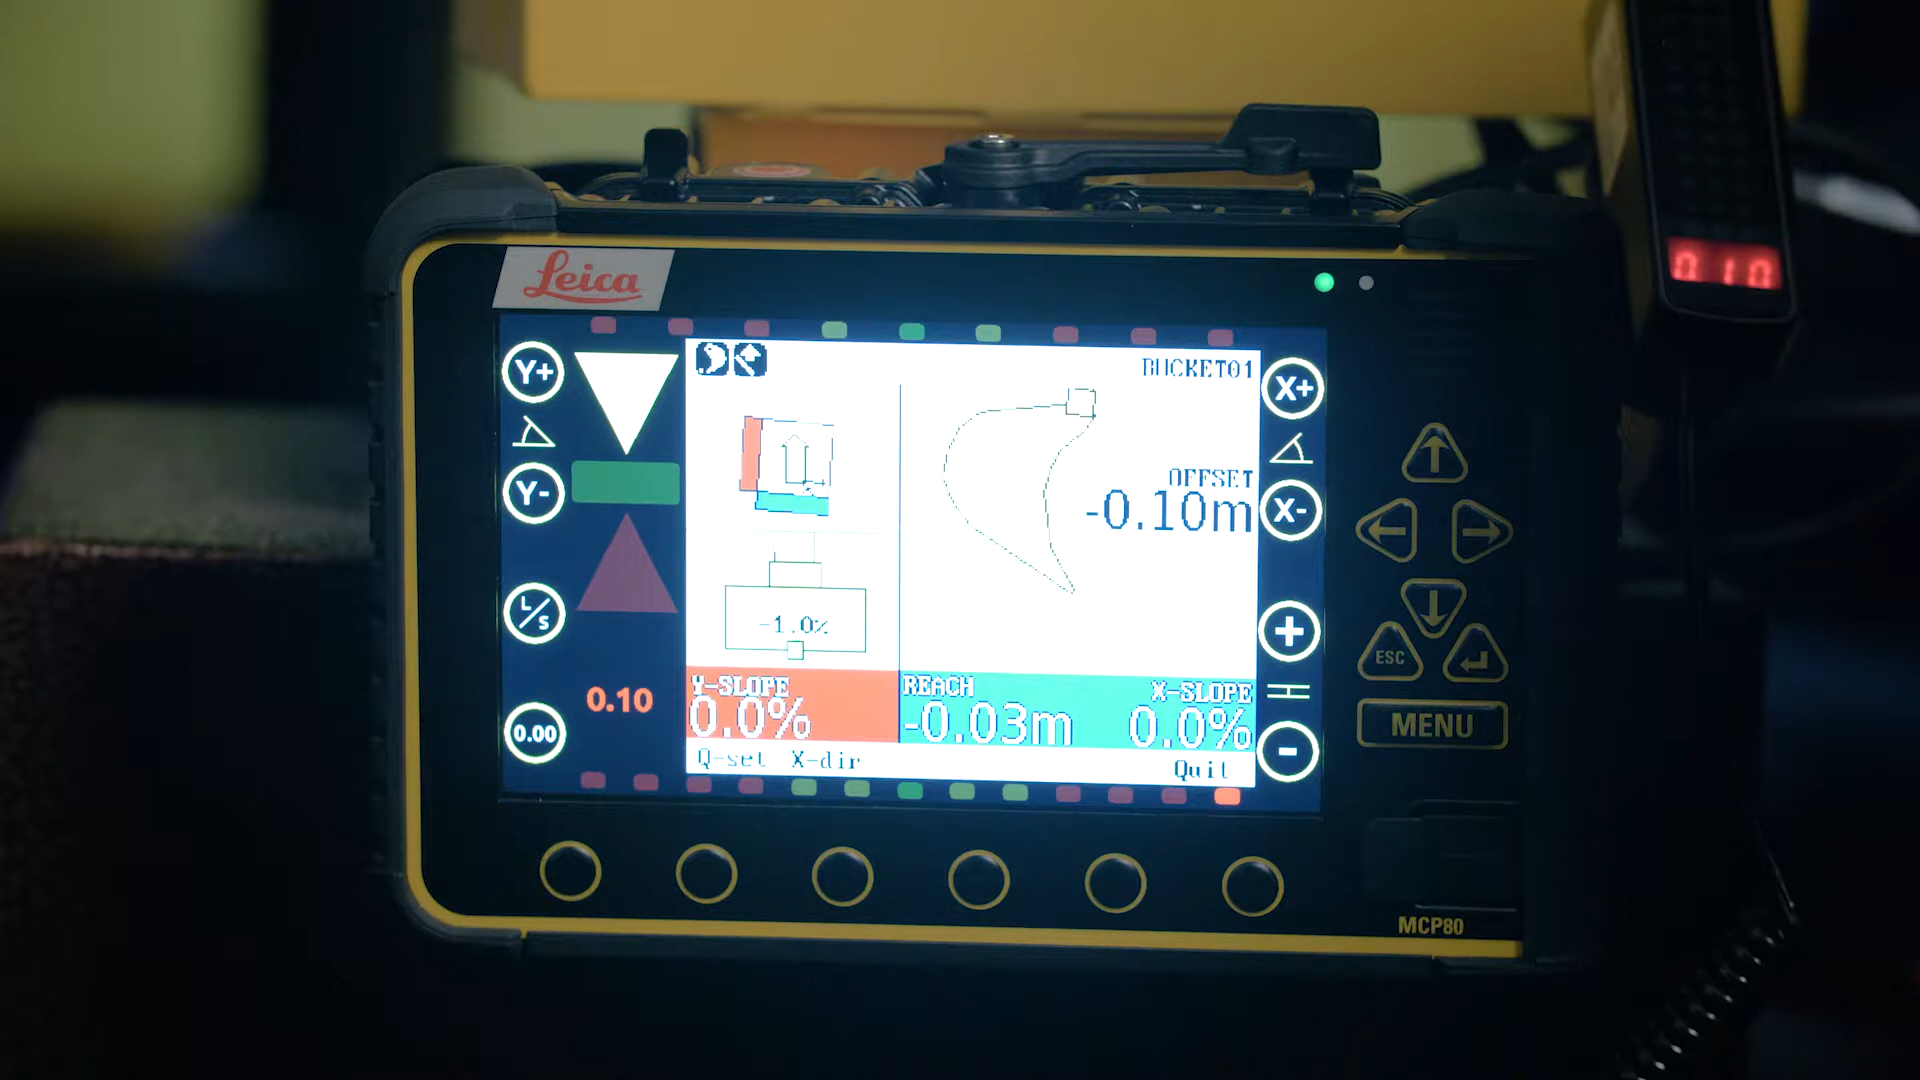 010
Leica
Y+
BUCKET01
X+
Y-
OFFSET
-0.10m
X-
L/S
-1.0%
+
ESC
0.10
Y-SLOPE
0.0%
REACH
-0.03m
X-SLOPE
0.0%
MENU
0.00
-
Q-set X-dir Quit
MCP80